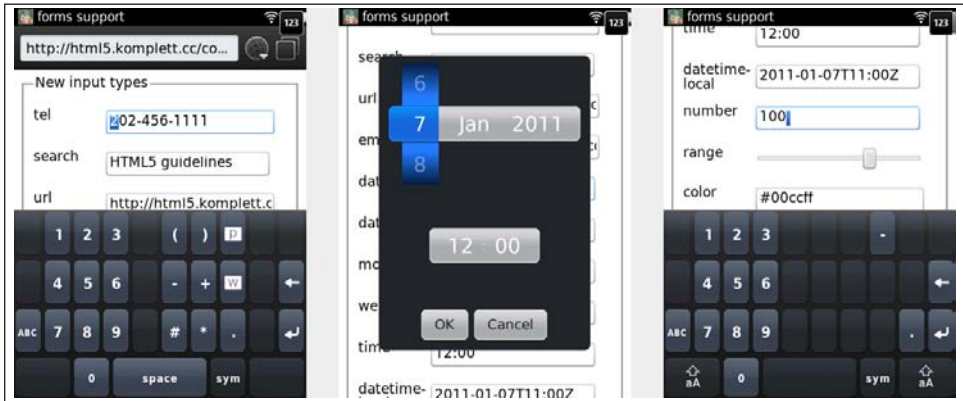 forms support
123
http://html5.komplett.cc/co...
New input types
tel
202-456-1111
search
HTML5 guidelines
url
http://html5.komplett.c
1 2 3 ( ) p
4 5 6 - + w
ABC 7 8 9 # * .
0 space sym
forms support
123
sea
url
em
dat
dat
mo
we
tim
12:00
datetime-
2011-01-07T11:00Z
6
7 Jan 2011
8
12 : 00
OK Cancel
forms support
123
time
12:00
datetime-
local
2011-01-07T11:00Z
number
100
range
color
#00ccff
1 2 3 -
4 5 6
ABC 7 8 9 .
aA 0 sym aA